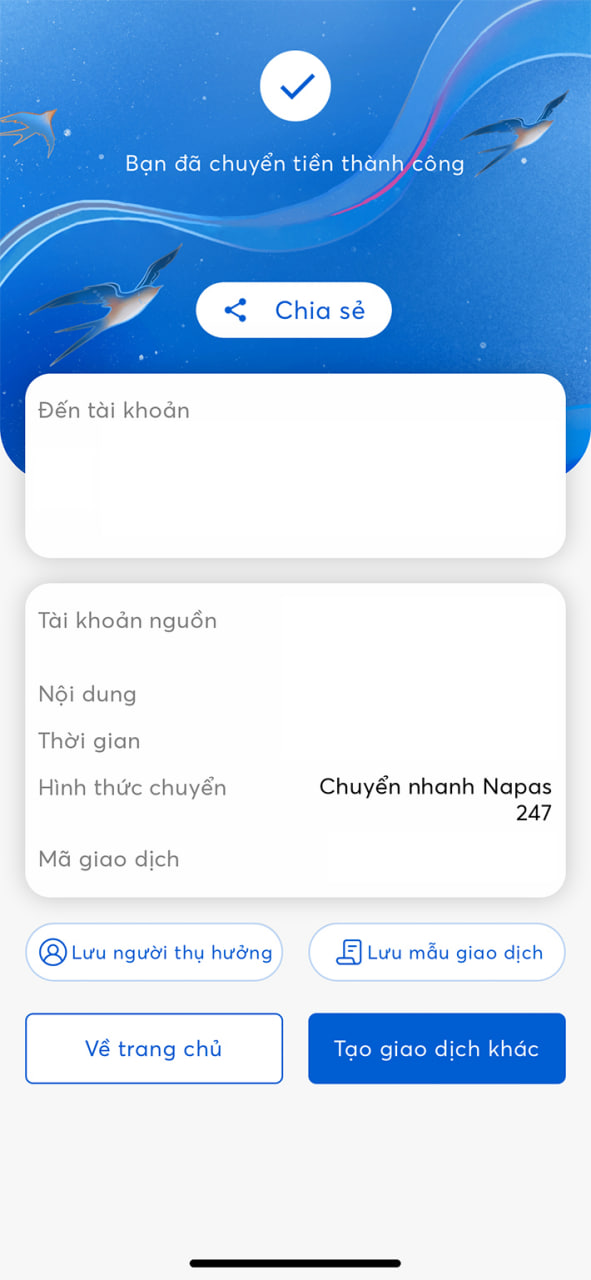 Bạn đã chuyển tiền thành công
Chia sẻ
Đến tài khoản
Tài khoản nguồn
Nội dung
Thời gian
Hình thức chuyển Chuyển nhanh Napas
247
Mã giao dịch
Lưu người thụ hưởng Lưu mẫu giao dịch
Về trang chủ Tạo giao dịch khác